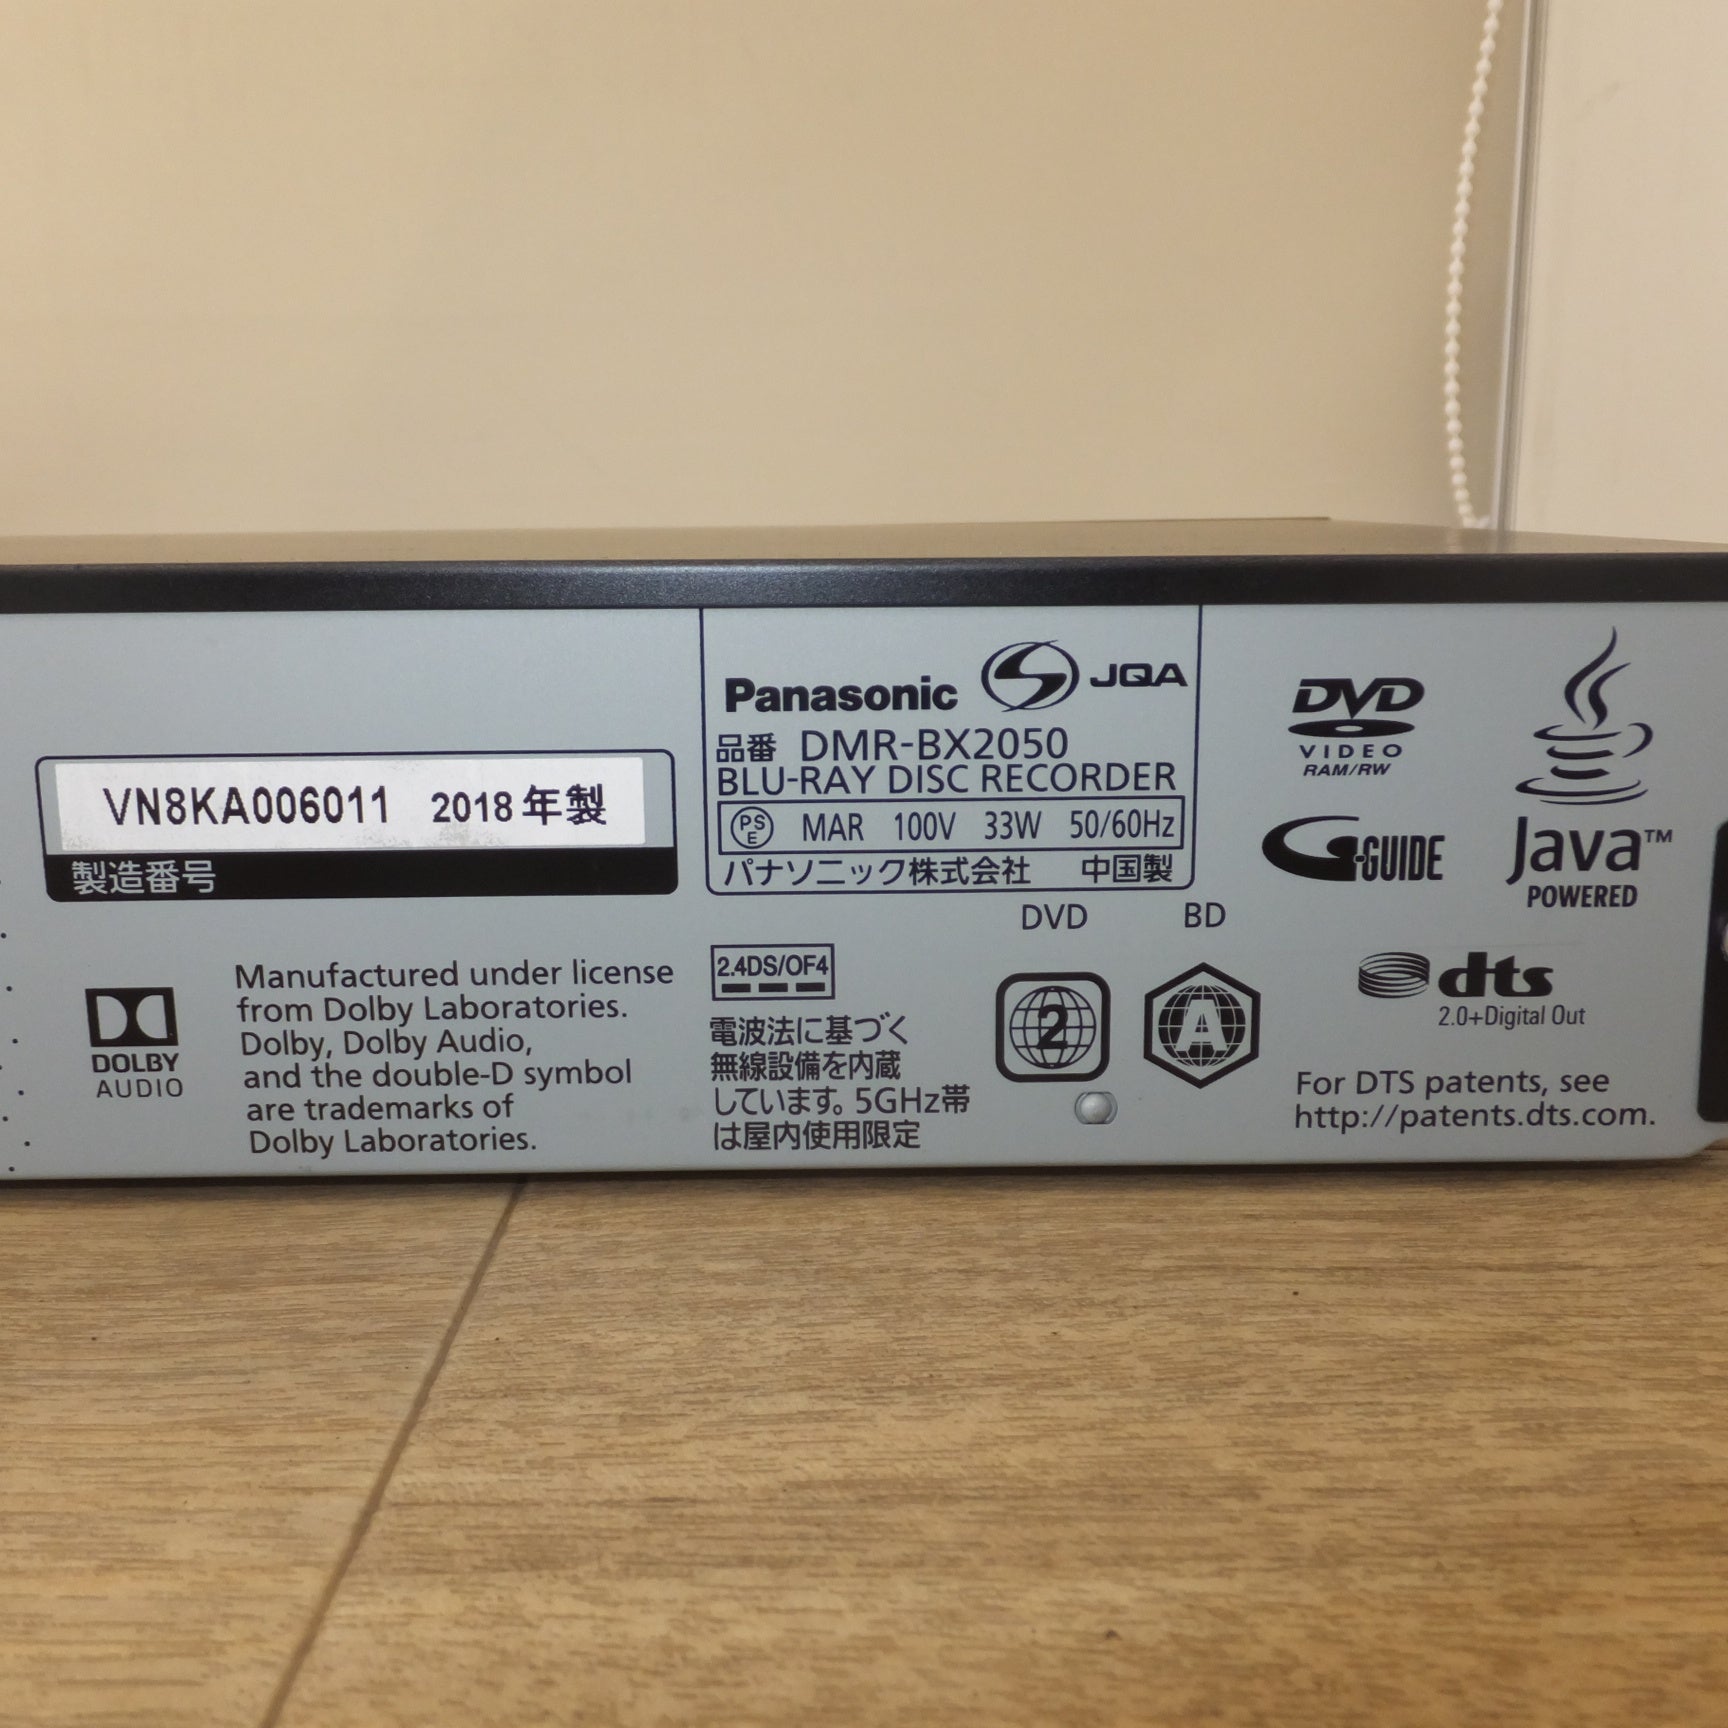 VN8KA006011 2018年製
製造番号
DOLBY
AUDIO
Manufactured under license
from Dolby Laboratories.
Dolby, Dolby Audio,
and the double-D symbol
are trademarks of
Dolby Laboratories.
Panasonic JQA
品番 DMR-BX2050
BLU-RAY DISC RECORDER
PSE MAR 100V 33W 50/60Hz
パナソニック株式会社 中国製
DVD BD
2.4DS/OF4
2 A
電波法に基づく
無線設備を内蔵
しています。5GHz帯
は屋内使用限定
DVD
VIDEO
RAM/RW
G-GUIDE
Java™
POWERED
dts
2.0+Digital Out
For DTS patents, see
http://patents.dts.com.